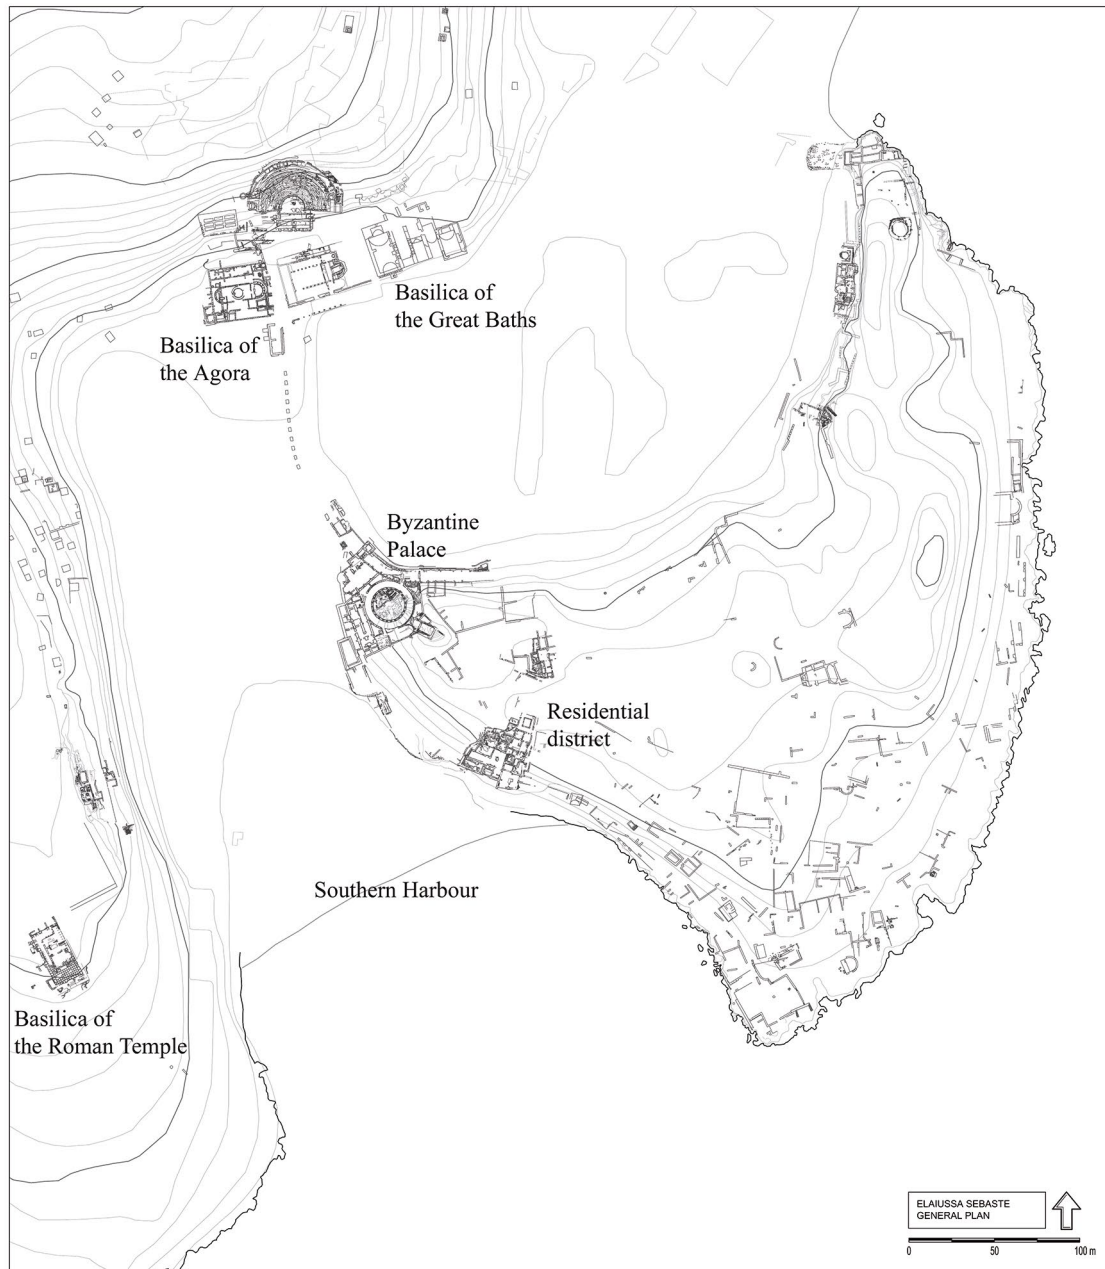 Basilica of
the Great Baths
Basilica of
the Agora
Byzantine
Palace
Residential
district
Southern Harbour
Basilica of
the Roman Temple
ELAIUSSA SEBASTE
GENERAL PLAN
0 50 100 m